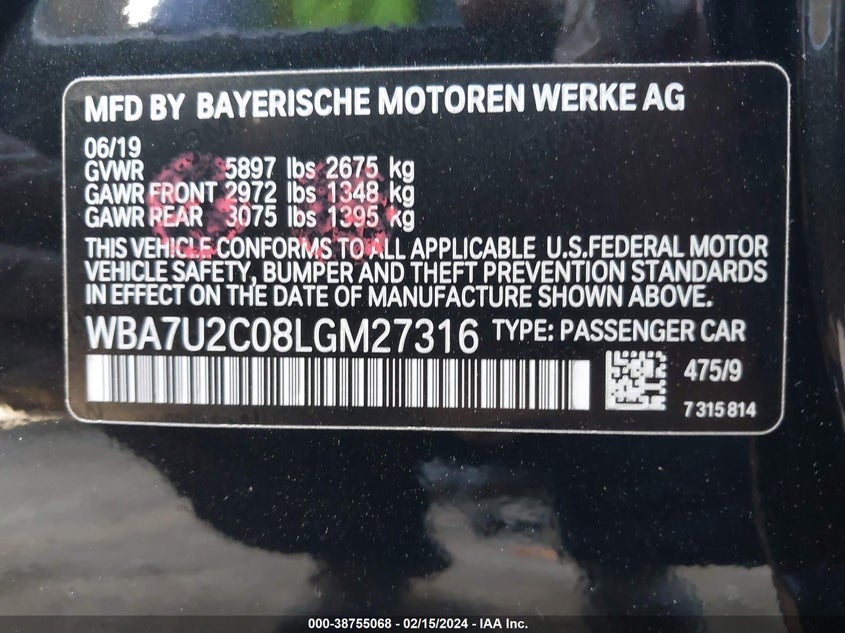 MFD BY BAYERISCHE MOTOREN WERKE AG
06/19
GVWR 5897 lbs 2675 kg
GAWR FRONT 2972 lbs 1348 kg
GAWR REAR 3075 lbs 1395 kg
THIS VEHICLE CONFORMS TO ALL APPLICABLE U.S.FEDERAL MOTOR
VEHICLE SAFETY, BUMPER AND THEFT PREVENTION STANDARDS
IN EFFECT ON THE DATE OF MANUFACTURE SHOWN ABOVE.
WBA7U2C08LGM27316 TYPE: PASSENGER CAR
475/9
7 315 814
000-38755068 - 02/15/2024 - IAA Inc.